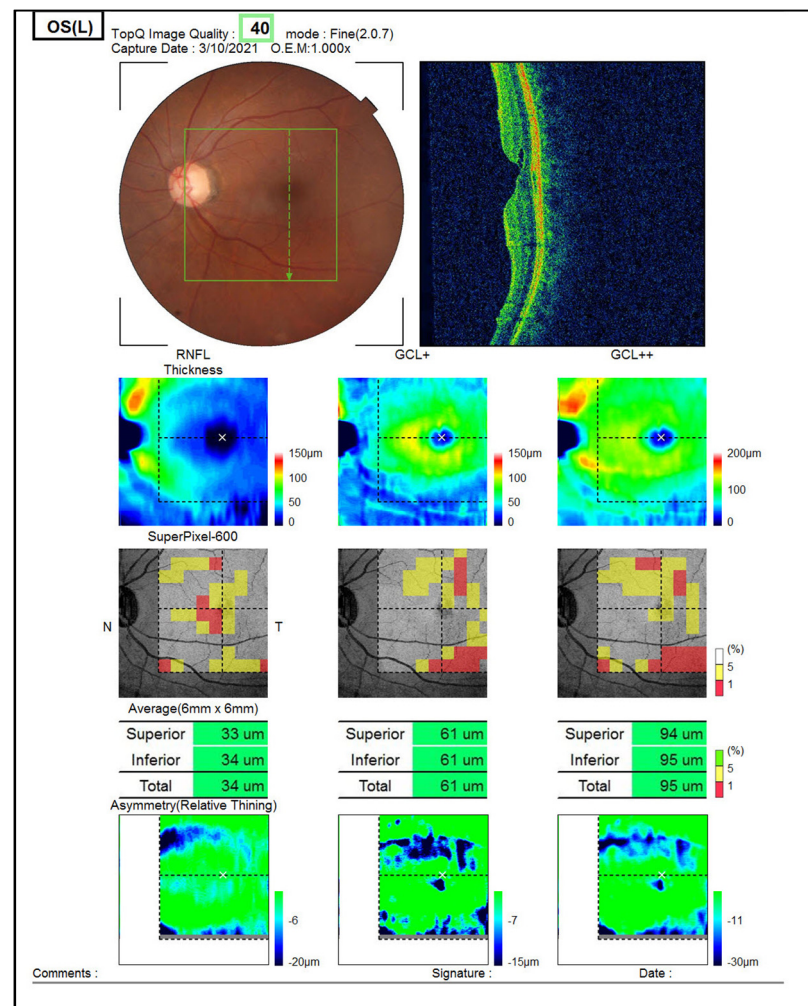 OS(L)
TopQ Image Quality : 40 mode : Fine(2.0.7)
Capture Date : 3/10/2021 O.E.M:1.000x
RNFL GCL+ GCL++
Thickness
150μm 150μm 200μm
100 100
50 50 100
0 0 0
SuperPixel-600
N T
(%)
5
1
Average(6mm x 6mm)
Superior 33 um Superior 61 um Superior 94 um
Inferior 34 um Inferior 61 um Inferior 95 um
Total 34 um Total 61 um Total 95 um
(%)
5
1
Asymmetry(Relative Thining)
-6 -7 -11
-20μm -15μm -30μm
Comments : Signature : Date :